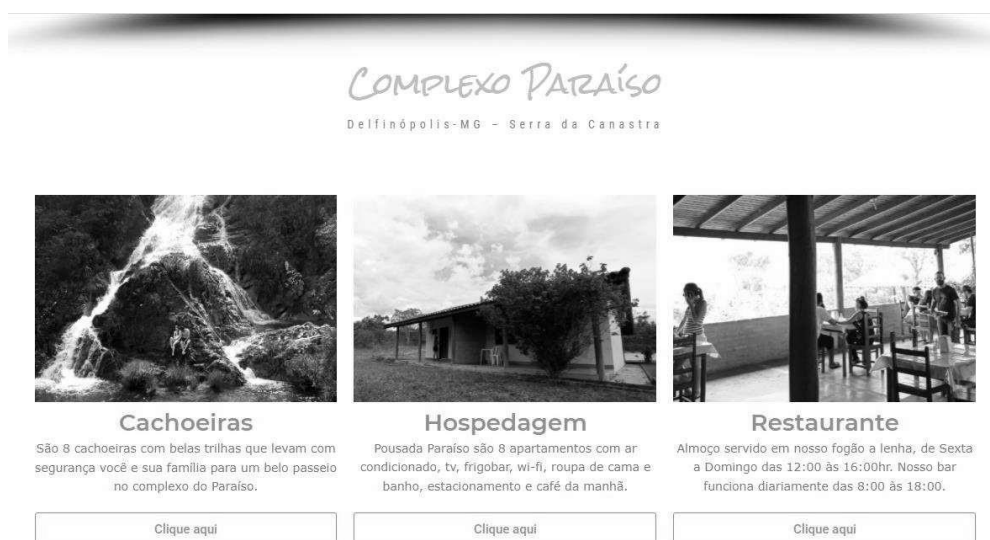 Complexo Paraíso
Delfinópolis-MG – Serra da Canastra
Cachoeiras
São 8 cachoeiras com belas trilhas que levam com
segurança você e sua família para um belo passeio
no complexo do Paraíso.
Clique aqui
Hospedagem
Pousada Paraíso são 8 apartamentos com ar
condicionado, tv, frigobar, wi-fi, roupa de cama e
banho, estacionamento e café da manhã.
Clique aqui
Restaurante
Almoço servido em nosso fogão a lenha, de Sexta
a Domingo das 12:00 às 16:00hr. Nosso bar
funciona diariamente das 8:00 às 18:00.
Clique aqui